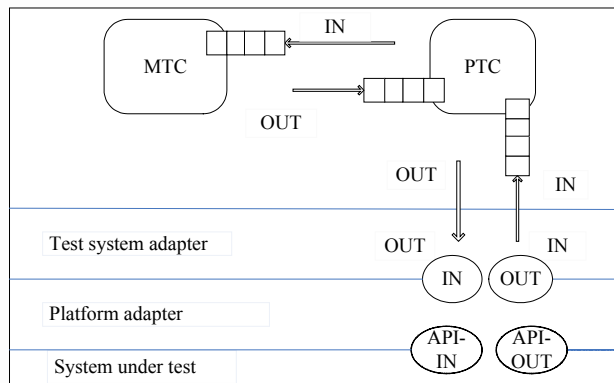 IN
MTC
PTC
OUT
OUT
IN
Test system adapter
OUT
IN
IN
OUT
Platform adapter
API-
IN
API-
OUT
System under test